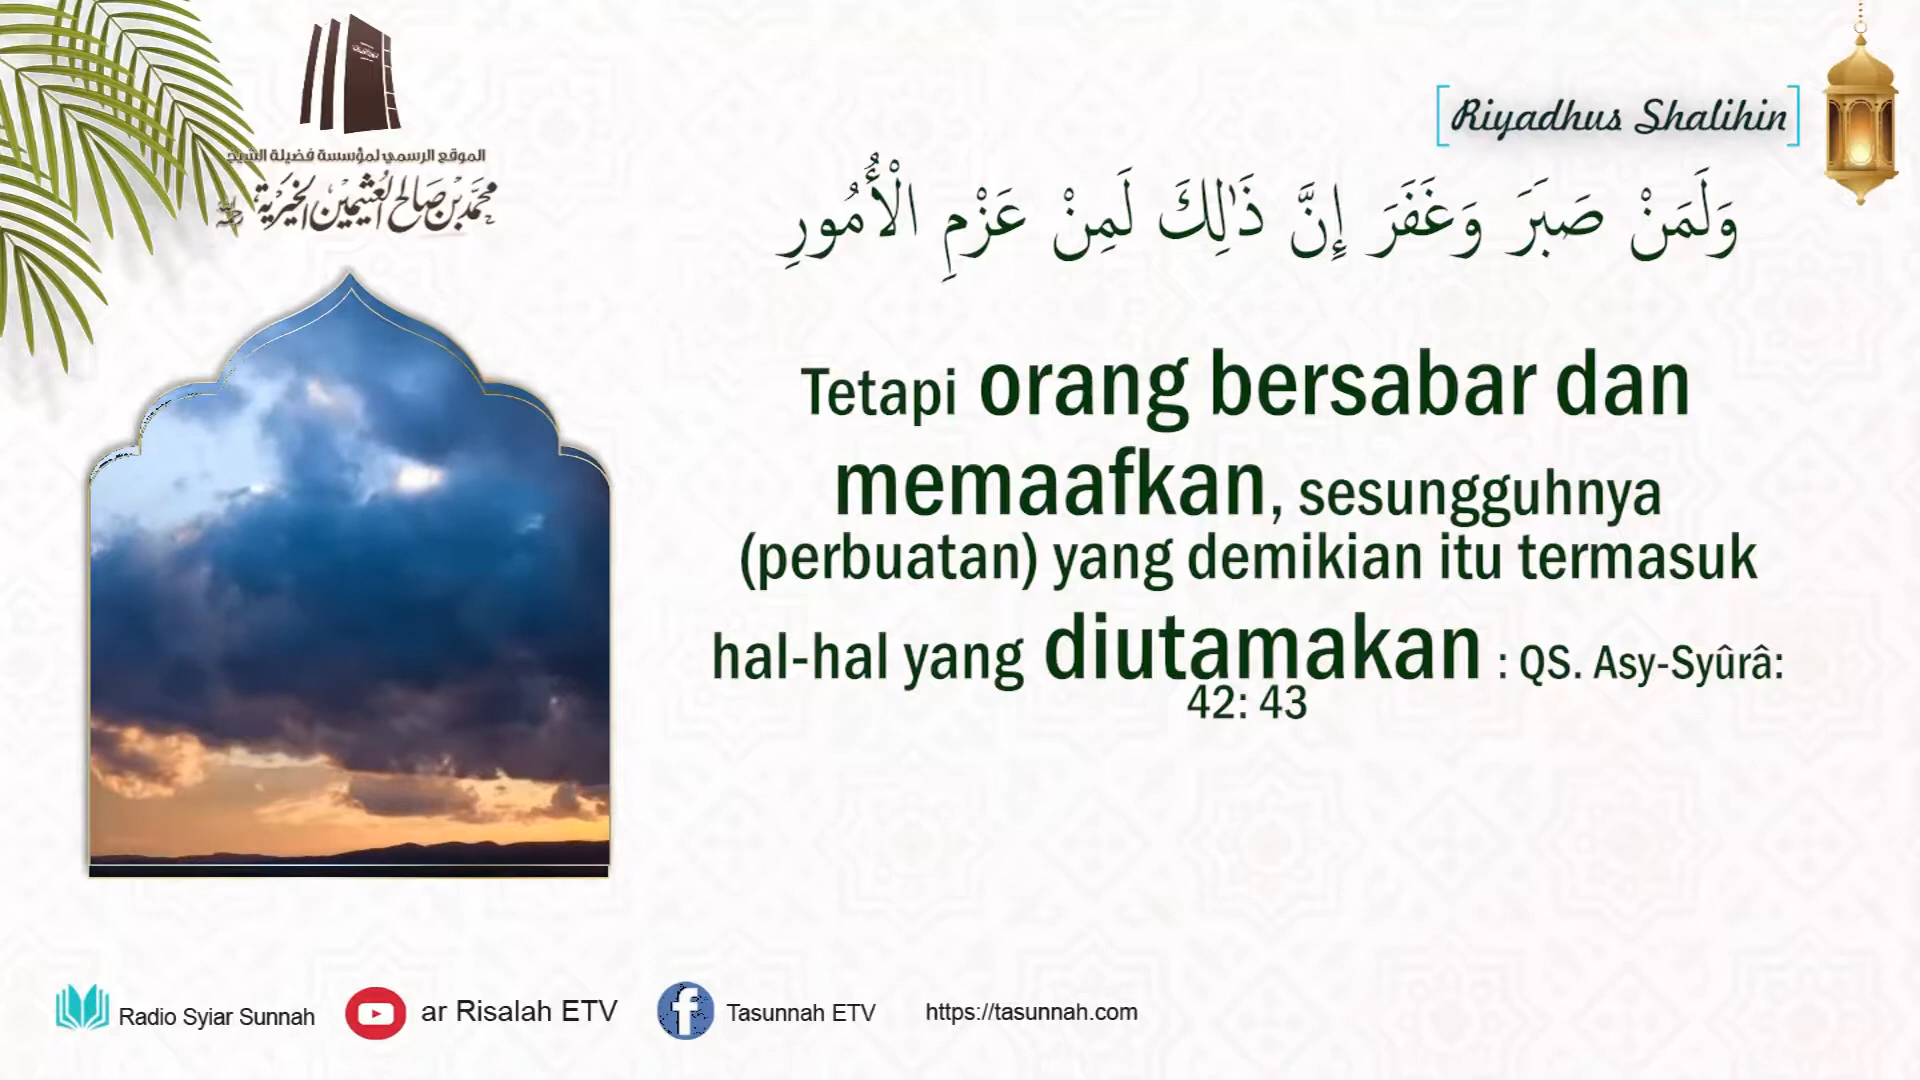 الموقع الرسمي لمؤسسة فضيلة الشيخ
محمد بن صالح العثيمين الخيرية
[Riyadhus Shalihin]
وَلَمَنْ صَبَرَ وَغَفَرَ إِنَّ ذَٰلِكَ لَمِنْ عَزْمِ الْأُمُورِ
Tetapi orang bersabar dan
memaafkan, sesungguhnya
(perbuatan) yang demikian itu termasuk
hal-hal yang diutamakan : QS. Asy-Syûrâ:
42: 43
Radio Syiar Sunnah
ar Risalah ETV
Tasunnah ETV
https://tasunnah.com